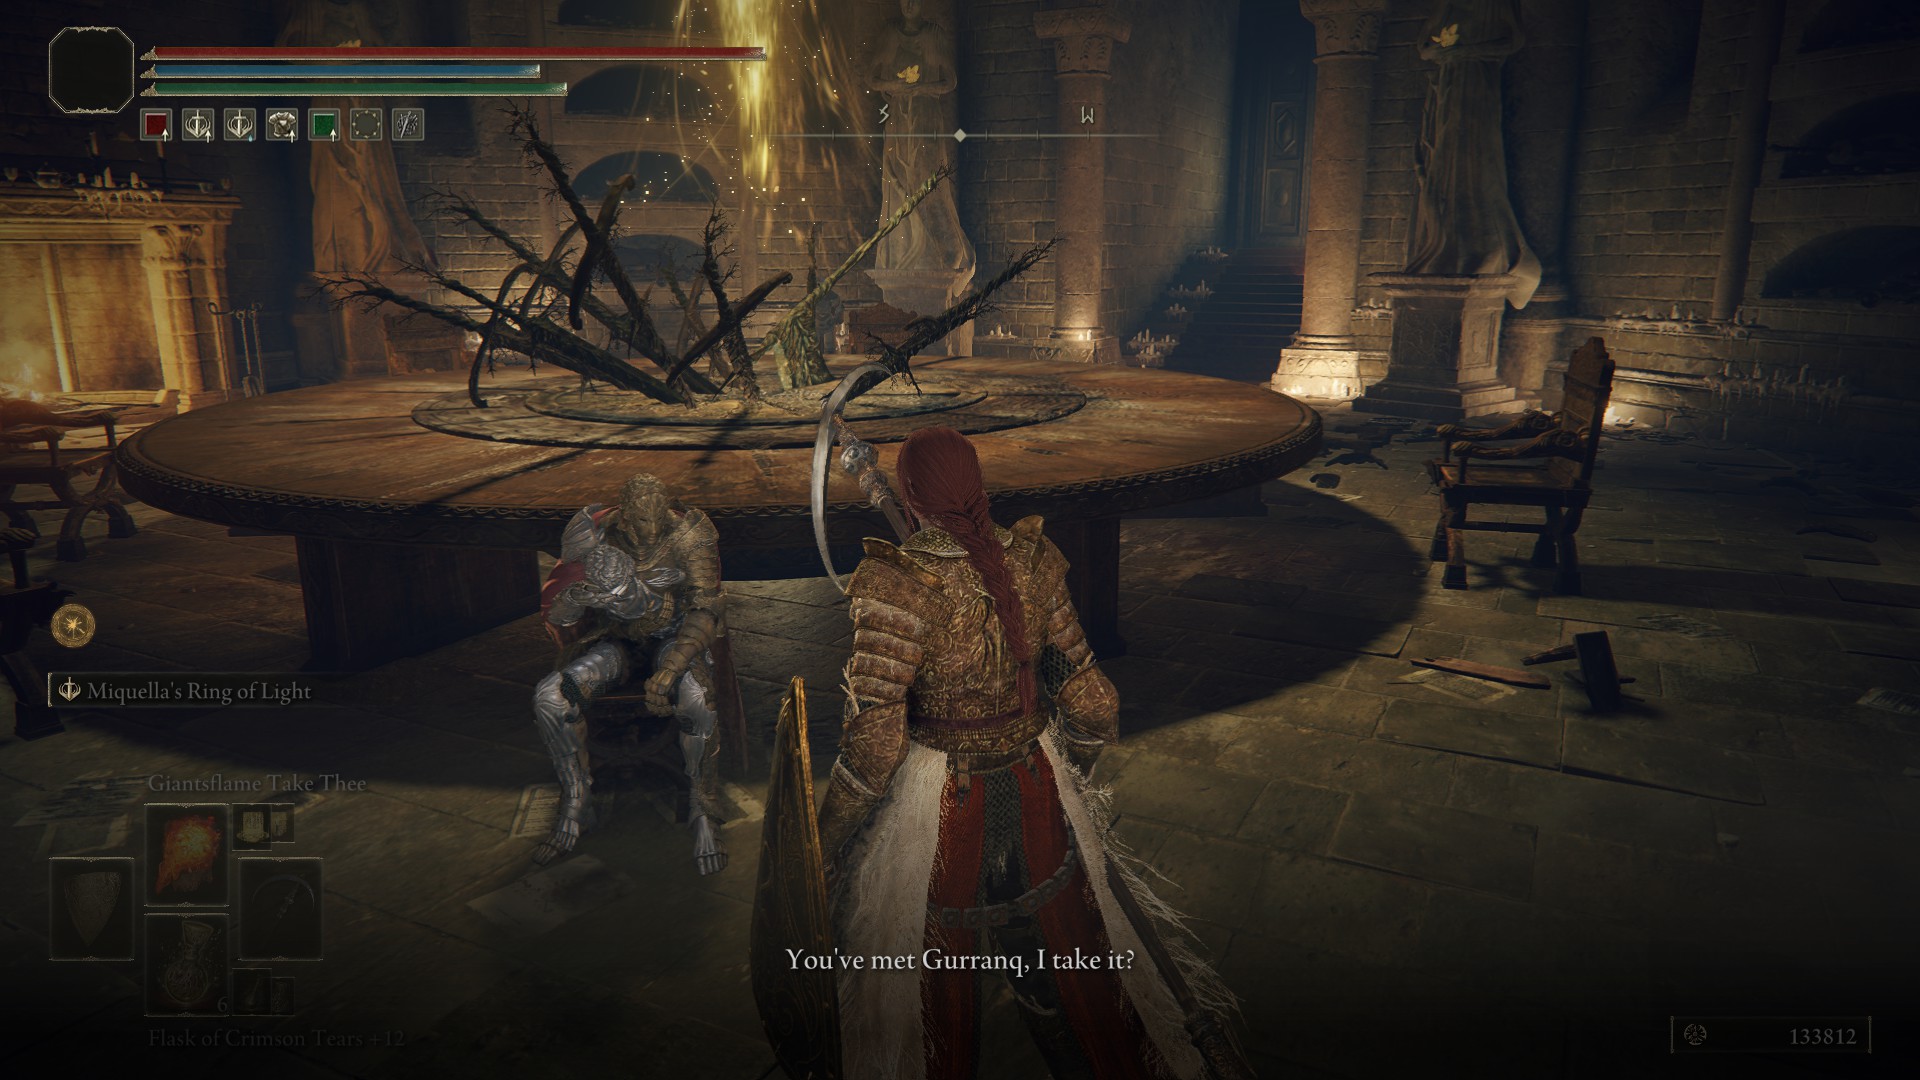 S W
Miquella's Ring of Light
Giantsflame Take Thee
6
Flask of Crimson Tears +12
You've met Gurranq, I take it?
133812